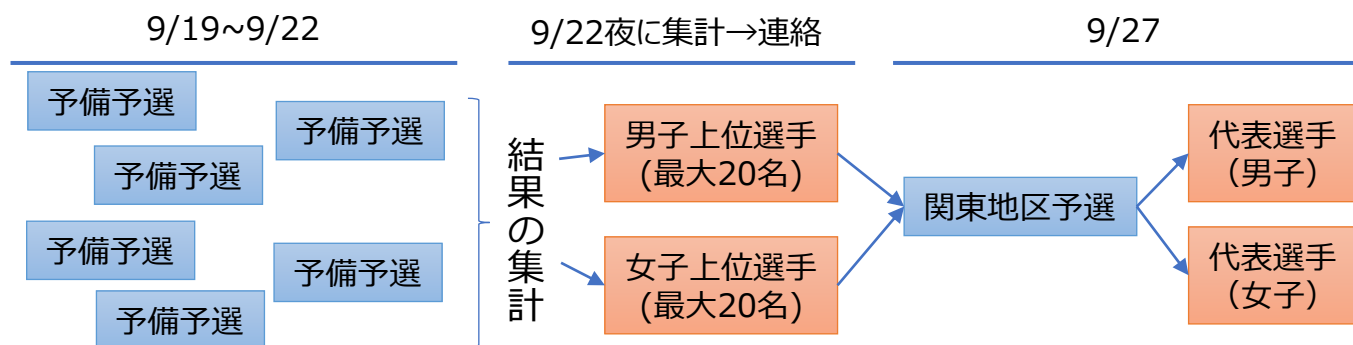 9/19~9/22
9/22夜に集計→連絡
9/27
予備予選
予備予選
予備予選
予備予選
予備予選
予備予選
結果の集計
男子上位選手
(最大20名)
女子上位選手
(最大20名)
関東地区予選
代表選手
（男子）
代表選手
（女子）